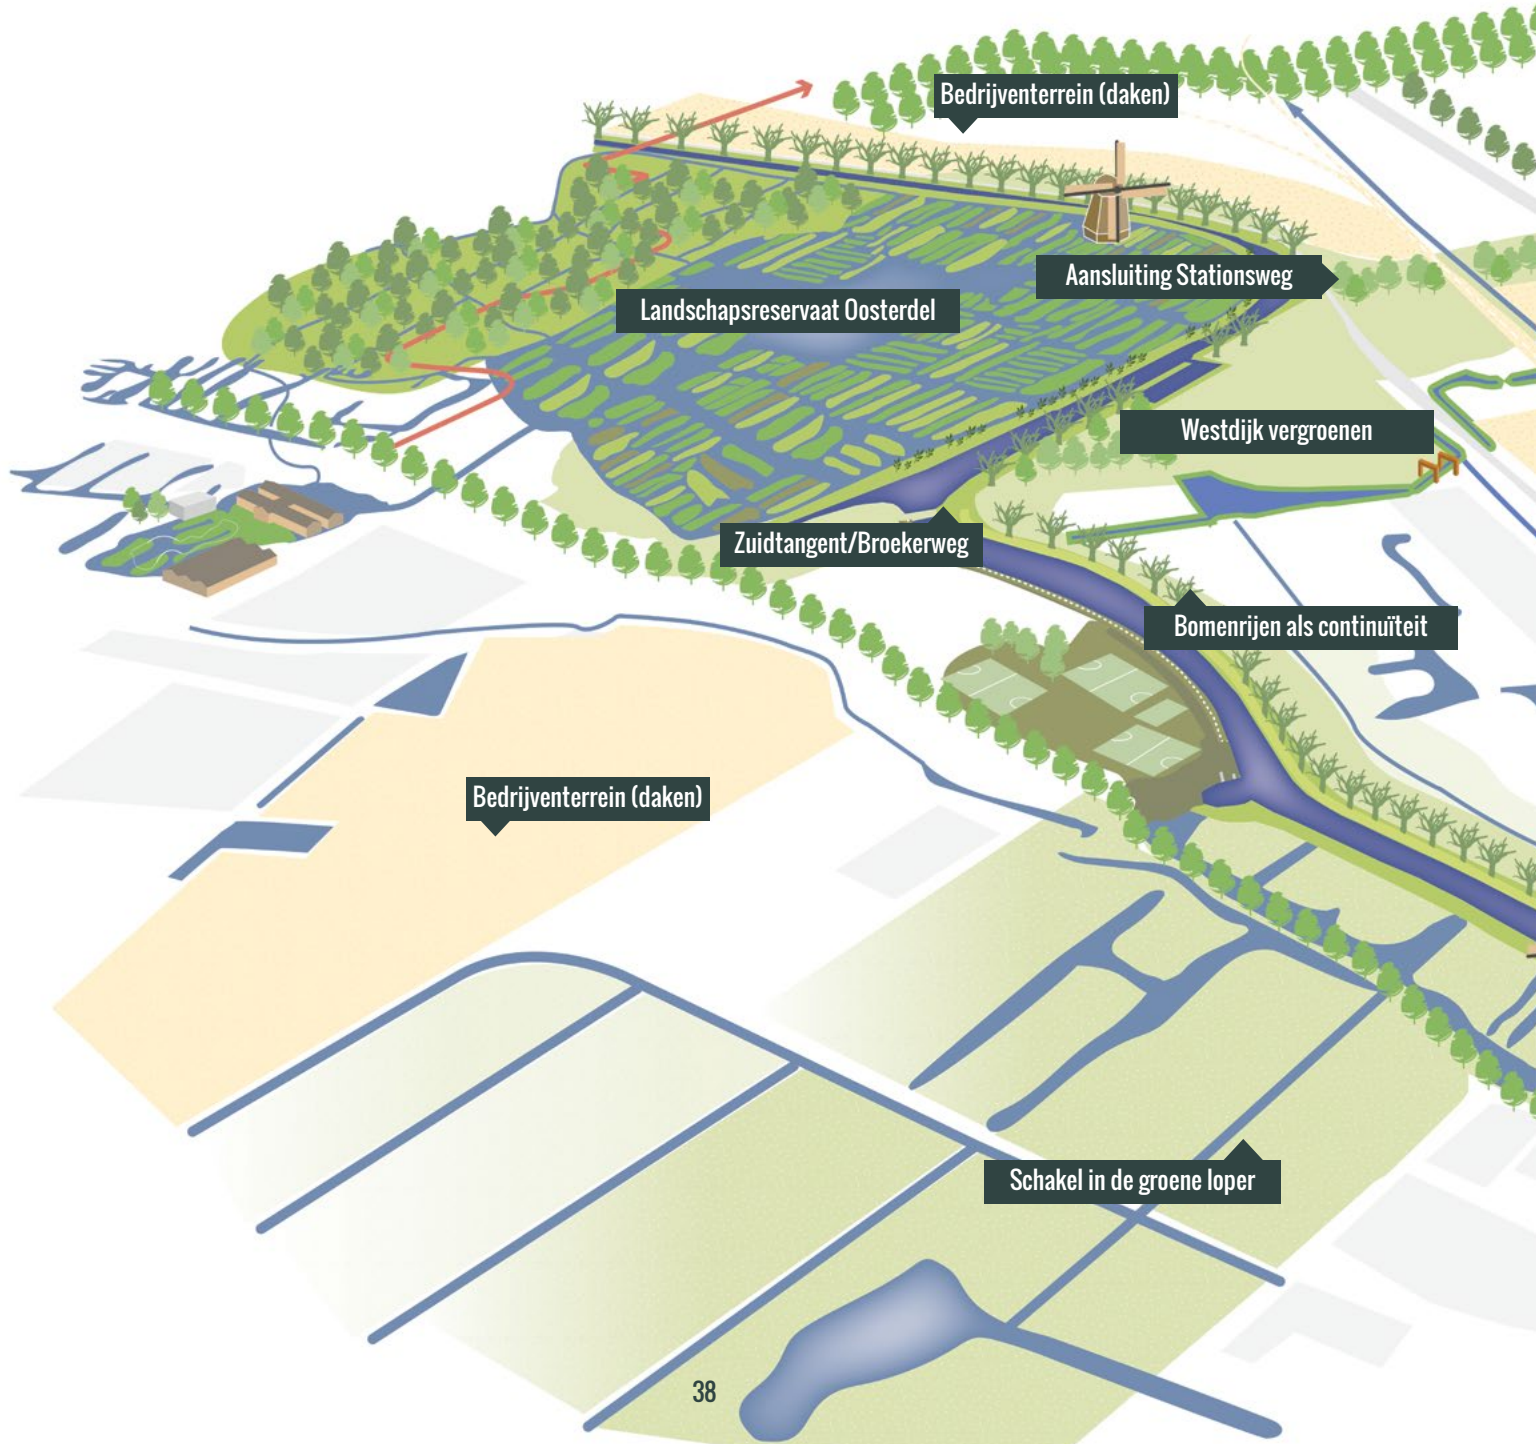 Bedrijventerrein (daken)
Aansluiting Stationsweg
Landschapsreservaat Oosterdel
Westdijk vergroenen
Zuidtangent/Broekerweg
Bomenrijen als continuïteit
Bedrijventerrein (daken)
Schakel in de groene loper
38